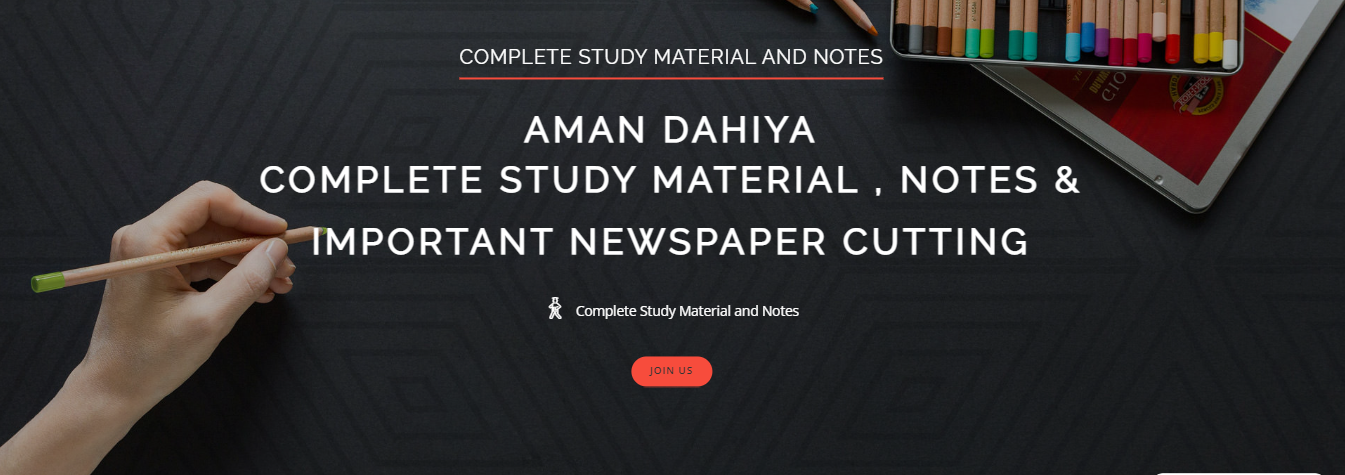 COMPLETE STUDY MATERIAL AND NOTES
AMAN DAHIYA
COMPLETE STUDY MATERIAL , NOTES &
IMPORTANT NEWSPAPER CUTTING
Complete Study Material and Notes
JOIN US